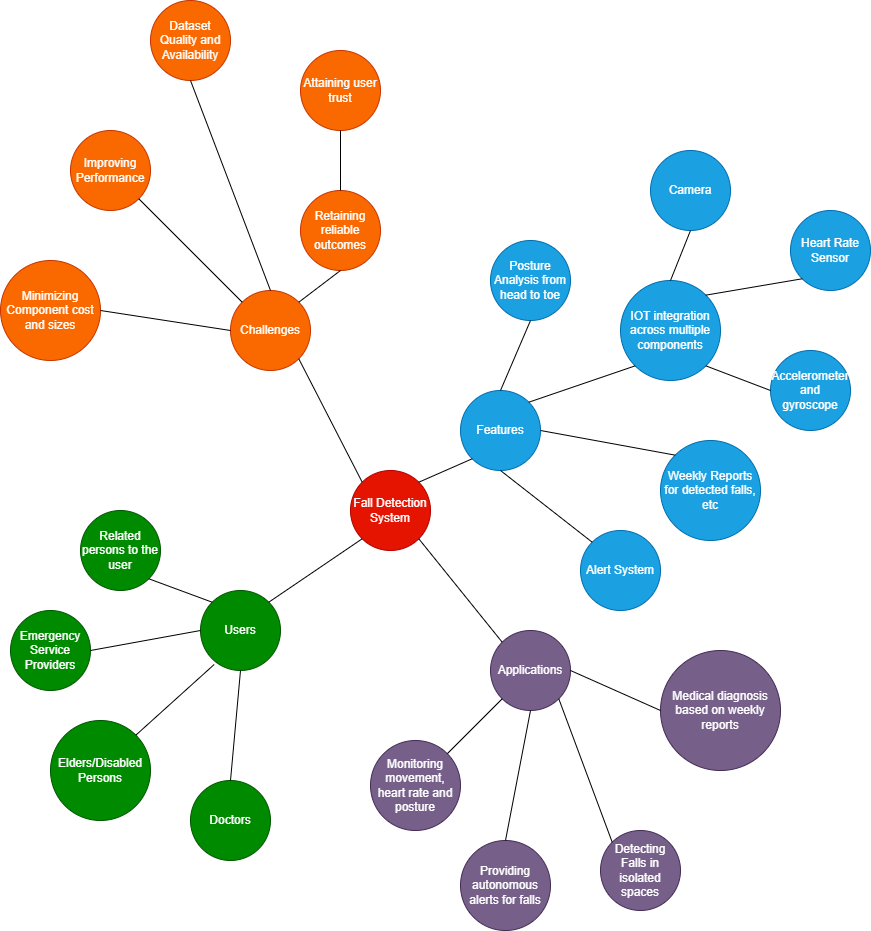 Dataset
Quality and
Availability
Attaining user
trust
Improving
Performance
Retaining
reliable
outcomes
Minimizing
Component cost
and sizes
Challenges
Camera
Heart Rate
Sensor
Posture
Analysis from
head to toe
IOT integration
across multiple
components
Accelerometer
and
gyroscope
Features
Weekly Reports
for detected falls,
etc
Alert System
Fall Detection
System
Related
persons to the
user
Users
Emergency
Service
Providers
Elders/Disabled
Persons
Doctors
Applications
Medical diagnosis
based on weekly
reports
Monitoring
movement,
heart rate and
posture
Providing
autonomous
alerts for falls
Detecting
Falls in
isolated
spaces